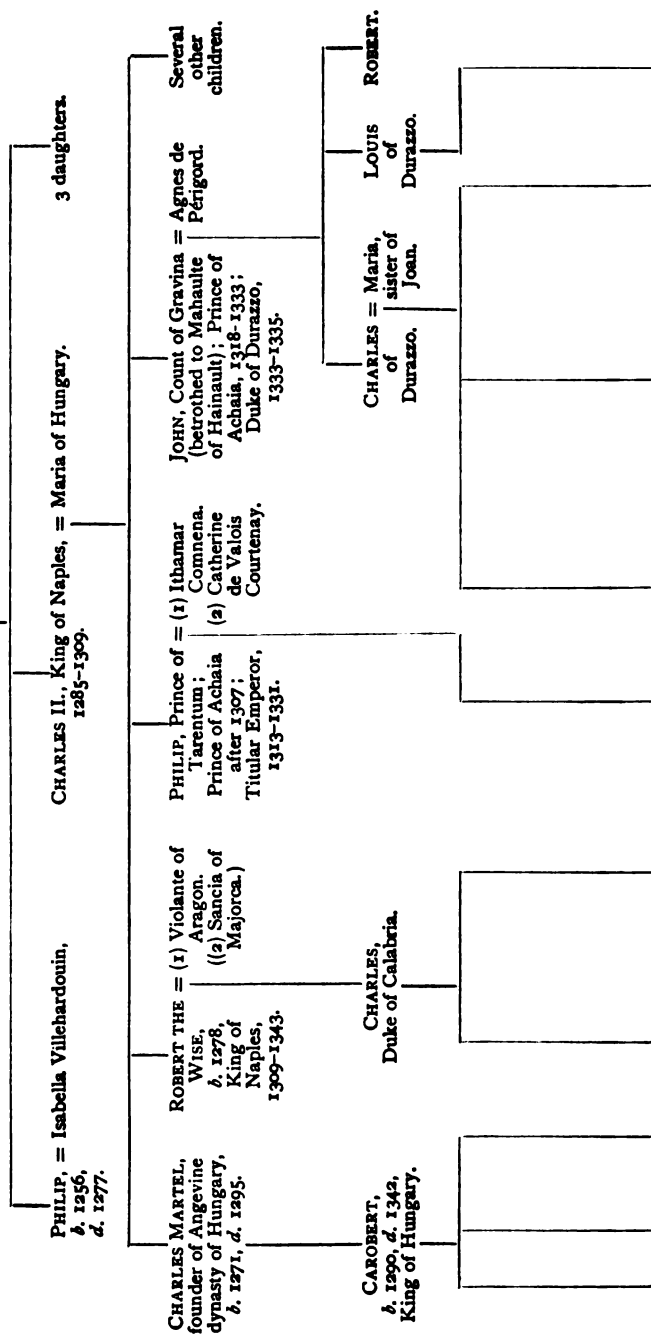 PHILIP, = Isabella Villehardouin,
b. 1256,
d. 1277.
CHARLES II., King of Naples, = Maria of Hungary.
1285-1309.
3 daughters.
CHARLES MARTEL,
founder of Angevine
dynasty of Hungary,
b. 1271, d. 1295.
ROBERT THE = (1) Violante of
WISE, Aragon.
b. 1278, ((2) Sancia of
King of Majorca.)
Naples,
1309-1343.
PHILIP, Prince of = (1) Ithamar
Tarentum; Comnena.
Prince of Achaia (2) Catherine
after 1307; de Valois
Titular Emperor, Courtenay.
1313-1331.
JOHN, Count of Gravina = Agnes de
(betrothed to Mahaulte Périgord.
of Hainault); Prince of
Achaia, 1318-1333;
Duke of Durazzo,
1333-1335.
Several
other
children.
CAROBERT,
b. 1290, d. 1342,
King of Hungary.
CHARLES,
Duke of Calabria.
CHARLES = Maria,
of sister of
Durazzo. Joan.
LOUIS
of
Durazzo.
ROBERT.